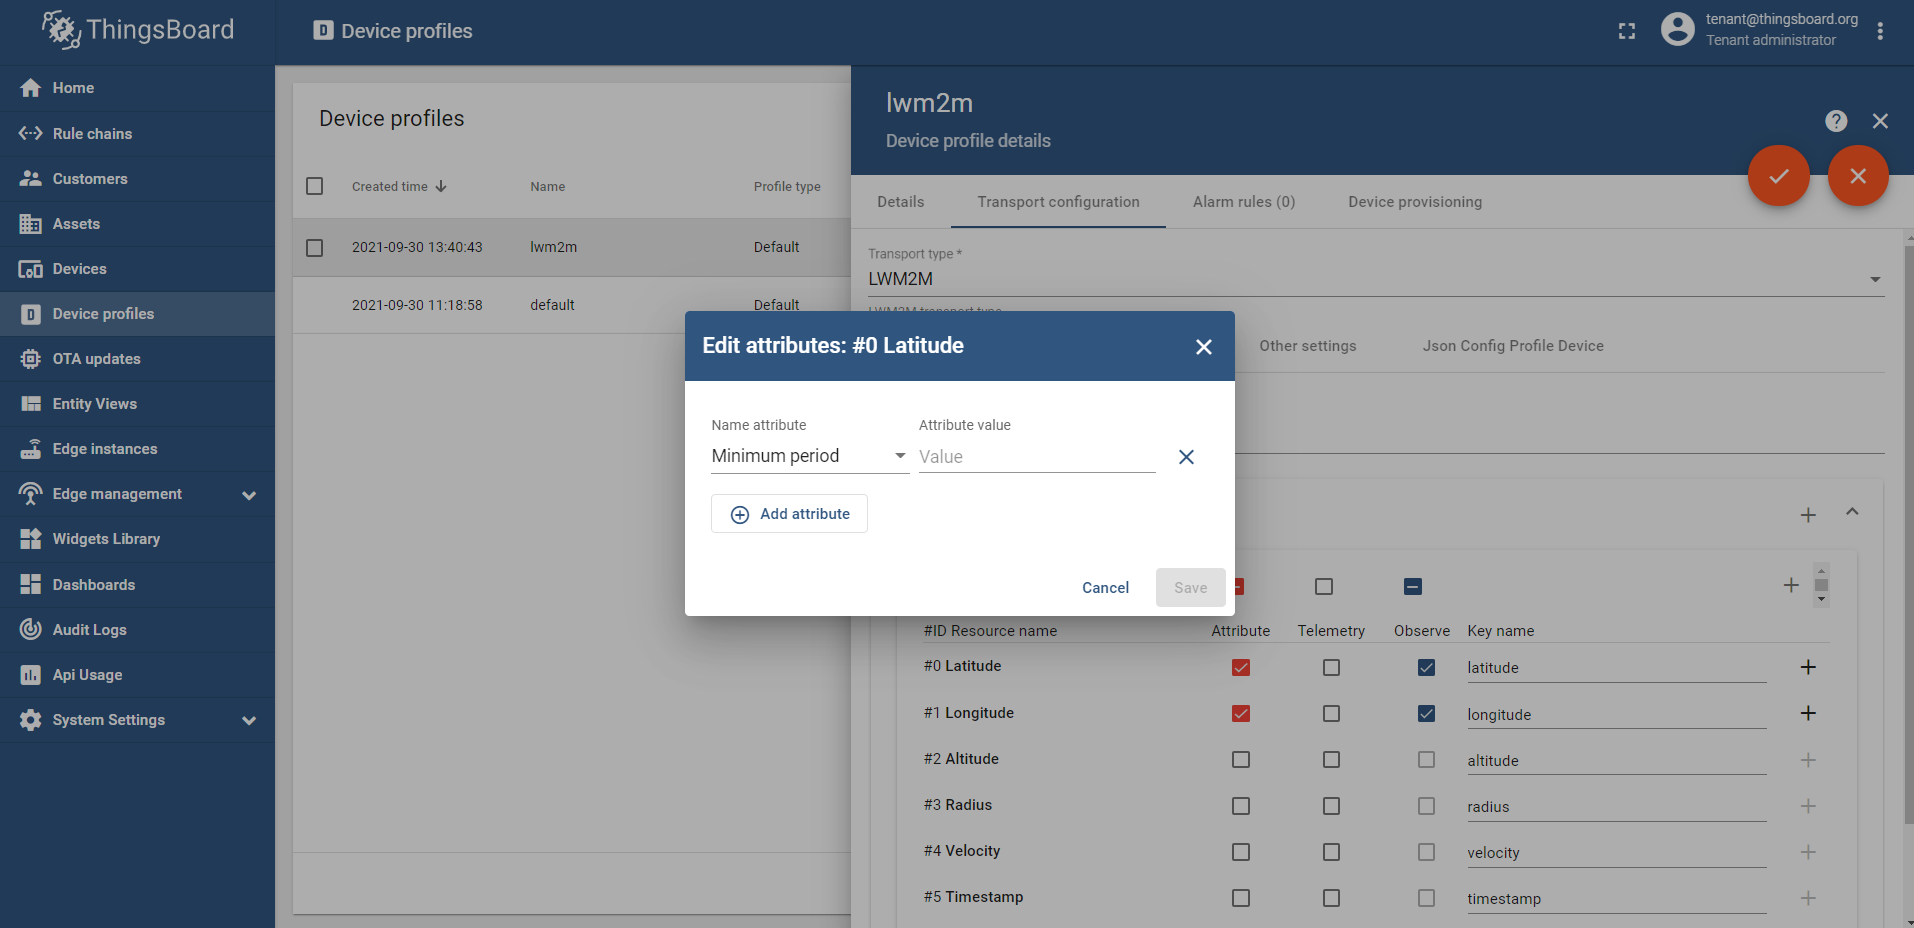 ThingsBoard
Device profiles
tenant@thingsboard.org
Tenant administrator
Home
Rule chains
Customers
Assets
Devices
Device profiles
OTA updates
Entity Views
Edge instances
Edge management
Widgets Library
Dashboards
Audit Logs
Api Usage
System Settings
Device profiles
Created time
Name
Profile type
2021-09-30 13:40:43
lwm2m
Default
2021-09-30 11:18:58
default
Default
lwm2m
Device profile details
Details
Transport configuration
Alarm rules (0)
Device provisioning
Transport type *
LWM2M
LWM2M transport type
Other settings
Json Config Profile Device
Edit attributes: #0 Latitude
Name attribute
Attribute value
Minimum period
Value
Add attribute
Cancel
Save
#ID Resource name
Attribute
Telemetry
Observe
Key name
#0 Latitude
latitude
#1 Longitude
longitude
#2 Altitude
altitude
#3 Radius
radius
#4 Velocity
velocity
#5 Timestamp
timestamp